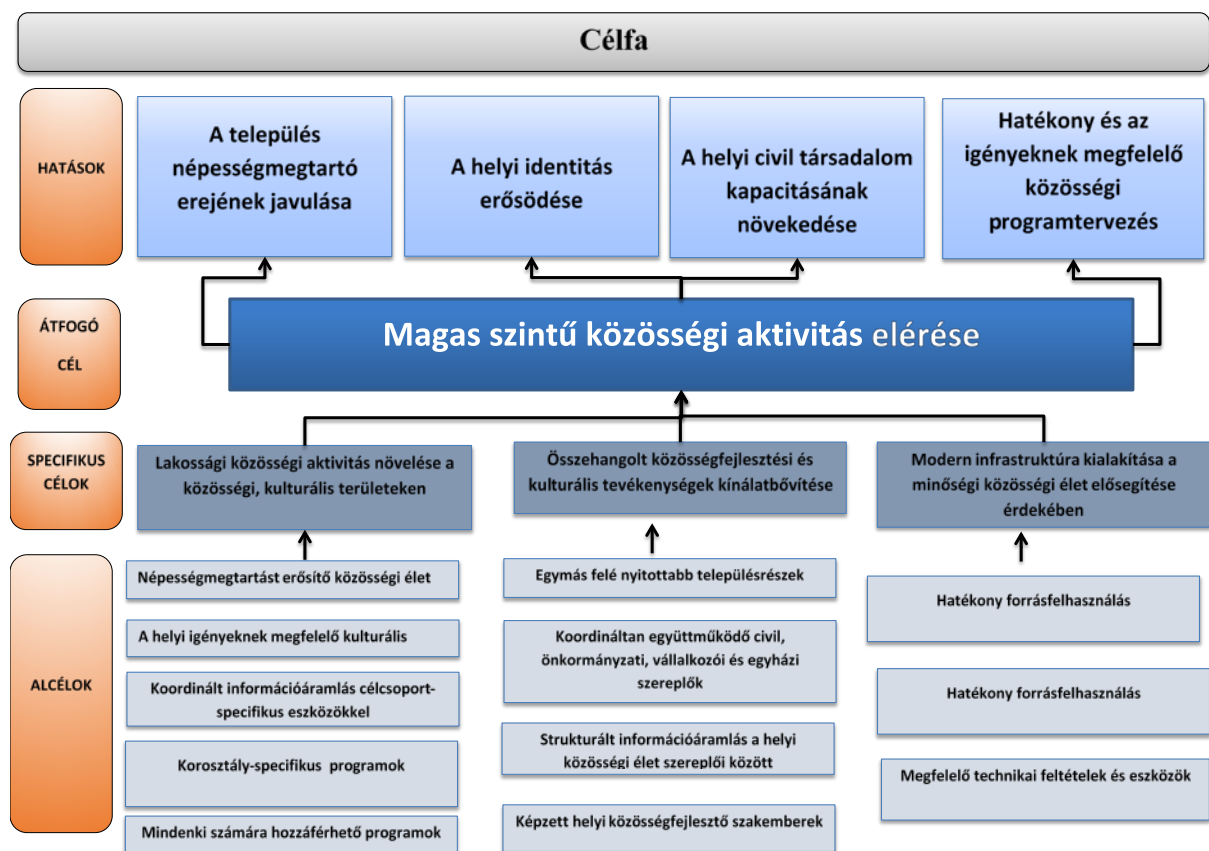 Célfa
HATÁSOK
A település
népességmegtartó
erejének javulása
A helyi identitás
erősödése
A helyi civil társadalom
kapacitásának
növekedése
Hatékony és az
igényeknek megfelelő
közösségi
programtervezés
ÁTFOGÓ
CÉL
Magas szintű közösségi aktivitás elérése
SPECIFIKUS
CÉLOK
Lakossági közösségi aktivitás növelése a
közösségi, kulturális területeken
Összehangolt közösségfejlesztési és
kulturális tevékenységek kínálatbővítése
Modern infrastruktúra kialakítása a
minőségi közösségi élet elősegítése
érdekében
ALCÉLOK
Népességmegtartást erősítő közösségi élet
A helyi igényeknek megfelelő kulturális
Koordinált információáramlás célcsoport-
specifikus eszközökkel
Korosztály-specifikus programok
Mindenki számára hozzáférhető programok
Egymás felé nyitottabb településrészek
Koordináltan együttműködő civil,
önkormányzati, vállalkozói és egyházi
szereplők
Strukturált információáramlás a helyi
közösségi élet szereplői között
Képzett helyi közösségfejlesztő szakemberek
Hatékony forrásfelhasználás
Hatékony forrásfelhasználás
Megfelelő technikai feltételek és eszközök